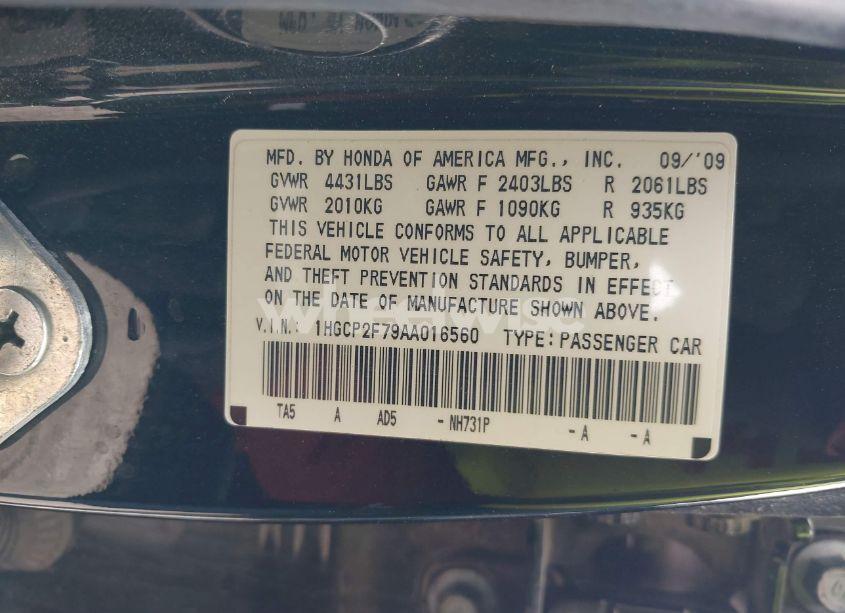 MFD. BY HONDA OF AMERICA MFG., INC. 09/'09
GVWR 4431LBS GAWR F 2403LBS R 2061LBS
GVWR 2010KG GAWR F 1090KG R 935KG
THIS VEHICLE CONFORMS TO ALL APPLICABLE
FEDERAL MOTOR VEHICLE SAFETY, BUMPER,
AND THEFT PREVENTION STANDARDS IN EFFECT
ON THE DATE OF MANUFACTURE SHOWN ABOVE.
V.I.N.: 1HGCP2F79AA016560 TYPE: PASSENGER CAR
TA5 A AD5 - NH731P - A - A